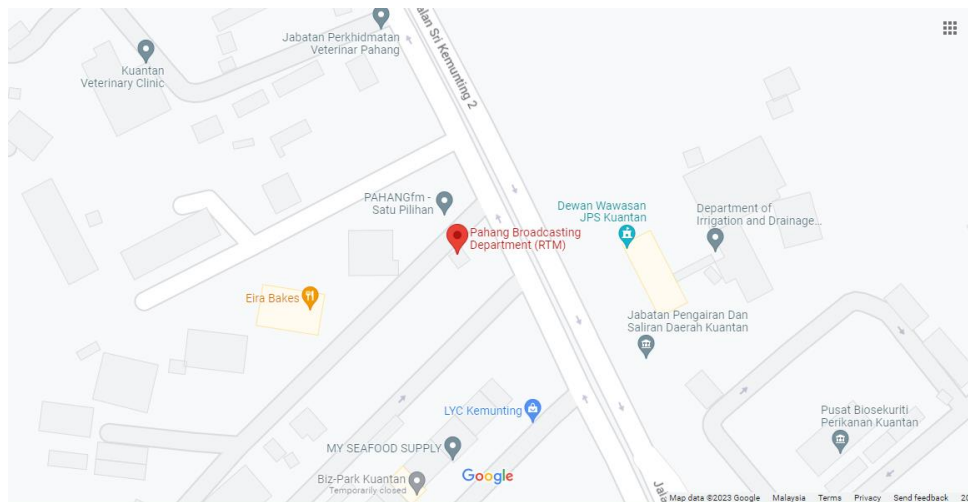 Jabatan Perkhidmatan
Veterinar Pahang
Jalan Sri Kemunting 2
Kuantan
Veterinary Clinic
PAHANGfm -
Satu Pilihan
Dewan Wawasan
JPS Kuantan
Department of
Irrigation and Drainage...
Pahang Broadcasting
Department (RTM)
Eira Bakes
Jabatan Pengairan Dan
Saliran Daerah Kuantan
LYC Kemunting
Pusat Biosekuriti
Perikanan Kuantan
MY SEAFOOD SUPPLY
Biz-Park Kuantan
Temporarily closed
Google
Map data ©2023 Google Malaysia Terms Privacy Send feedback 20